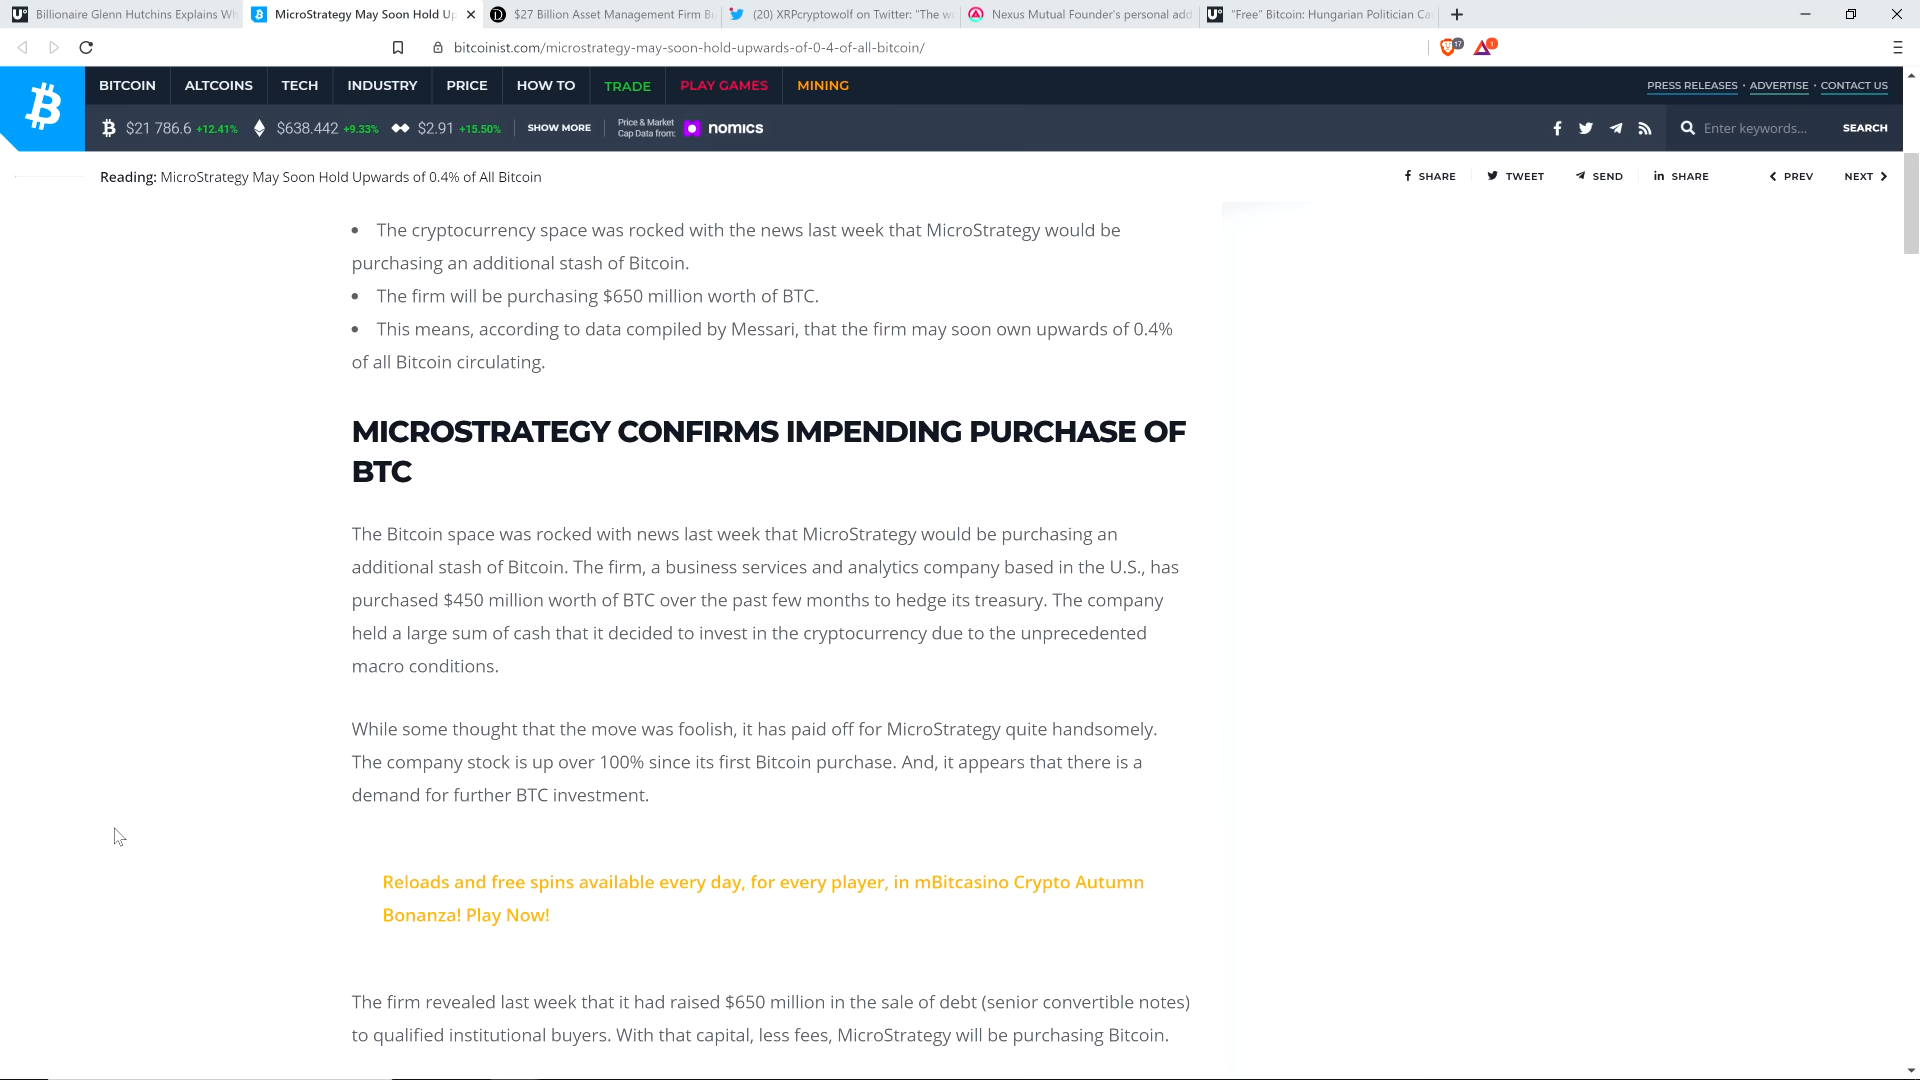 Billionaire Glenn Hutchins Explains Wh
MicroStrategy May Soon Hold Up
$27 Billion Asset Management Firm Bu
(20) XRPcryptowolf on Twitter: "The w
Nexus Mutual Founder's personal add
"Free" Bitcoin: Hungarian Politician Ca
bitcoinist.com/microstrategy-may-soon-hold-upwards-of-0-4-of-all-bitcoin/
17
1
BITCOIN ALTCOINS TECH INDUSTRY PRICE HOW TO TRADE PLAY GAMES MINING
PRESS RELEASES · ADVERTISE · CONTACT US
$21 786.6 +12.41% $638.442 +9.33% $2.91 +15.50% SHOW MORE
Price & Market
Cap Data from:
nomics
Enter keywords... SEARCH
Reading: MicroStrategy May Soon Hold Upwards of 0.4% of All Bitcoin
SHARE TWEET SEND SHARE PREV NEXT
• The cryptocurrency space was rocked with the news last week that MicroStrategy would be
purchasing an additional stash of Bitcoin.
• The firm will be purchasing $650 million worth of BTC.
• This means, according to data compiled by Messari, that the firm may soon own upwards of 0.4%
of all Bitcoin circulating.
MICROSTRATEGY CONFIRMS IMPENDING PURCHASE OF
BTC
The Bitcoin space was rocked with news last week that MicroStrategy would be purchasing an
additional stash of Bitcoin. The firm, a business services and analytics company based in the U.S., has
purchased $450 million worth of BTC over the past few months to hedge its treasury. The company
held a large sum of cash that it decided to invest in the cryptocurrency due to the unprecedented
macro conditions.
While some thought that the move was foolish, it has paid off for MicroStrategy quite handsomely.
The company stock is up over 100% since its first Bitcoin purchase. And, it appears that there is a
demand for further BTC investment.
Reloads and free spins available every day, for every player, in mBitcasino Crypto Autumn
Bonanza! Play Now!
The firm revealed last week that it had raised $650 million in the sale of debt (senior convertible notes)
to qualified institutional buyers. With that capital, less fees, MicroStrategy will be purchasing Bitcoin.